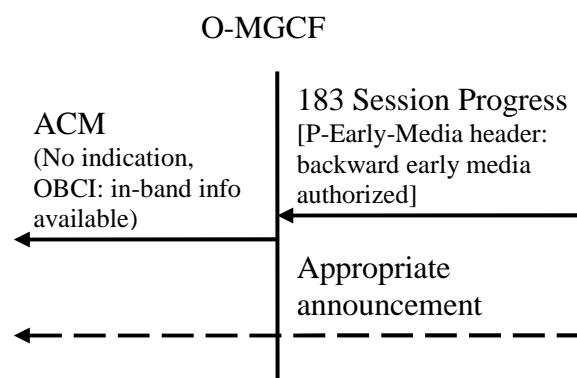 O-MGCF
ACM
(No indication,
OBCI: in-band info
available)
183 Session Progress
[P-Early-Media header:
backward early media
authorized]
Appropriate
announcement